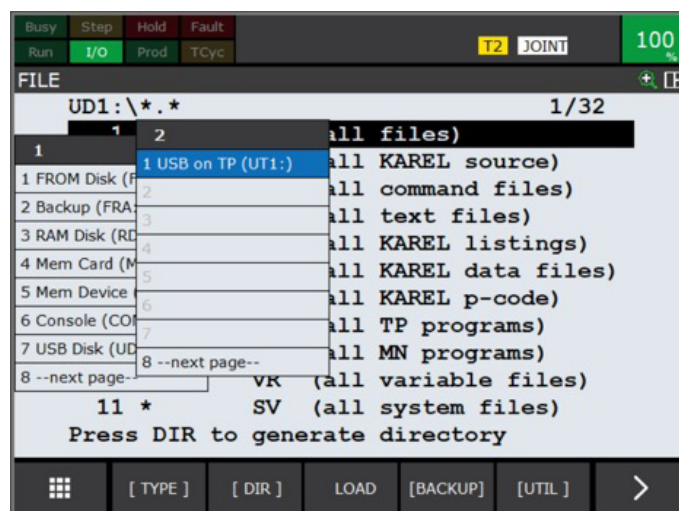 Busy Step Hold Fault
Run I/O Prod TCyc
T2 JOINT
100
%
FILE
UD1:\*.* 1/32
1
all files)
all KAREL source)
all command files)
all text files)
all KAREL listings)
all KAREL data files)
all KAREL p-code)
all TP programs)
all MN programs)
VR (all variable files)
11 * SV (all system files)
Press DIR to generate directory
1
1 FROM Disk (F
2 Backup (FRA:
3 RAM Disk (RD
4 Mem Card (M
5 Mem Device
6 Console (CO
7 USB Disk (UD
8 --next page--
2
1 USB on TP (UT1:)
2
3
4
5
6
7
8 --next page--
[ TYPE ] [ DIR ] LOAD [BACKUP] [UTIL ] >